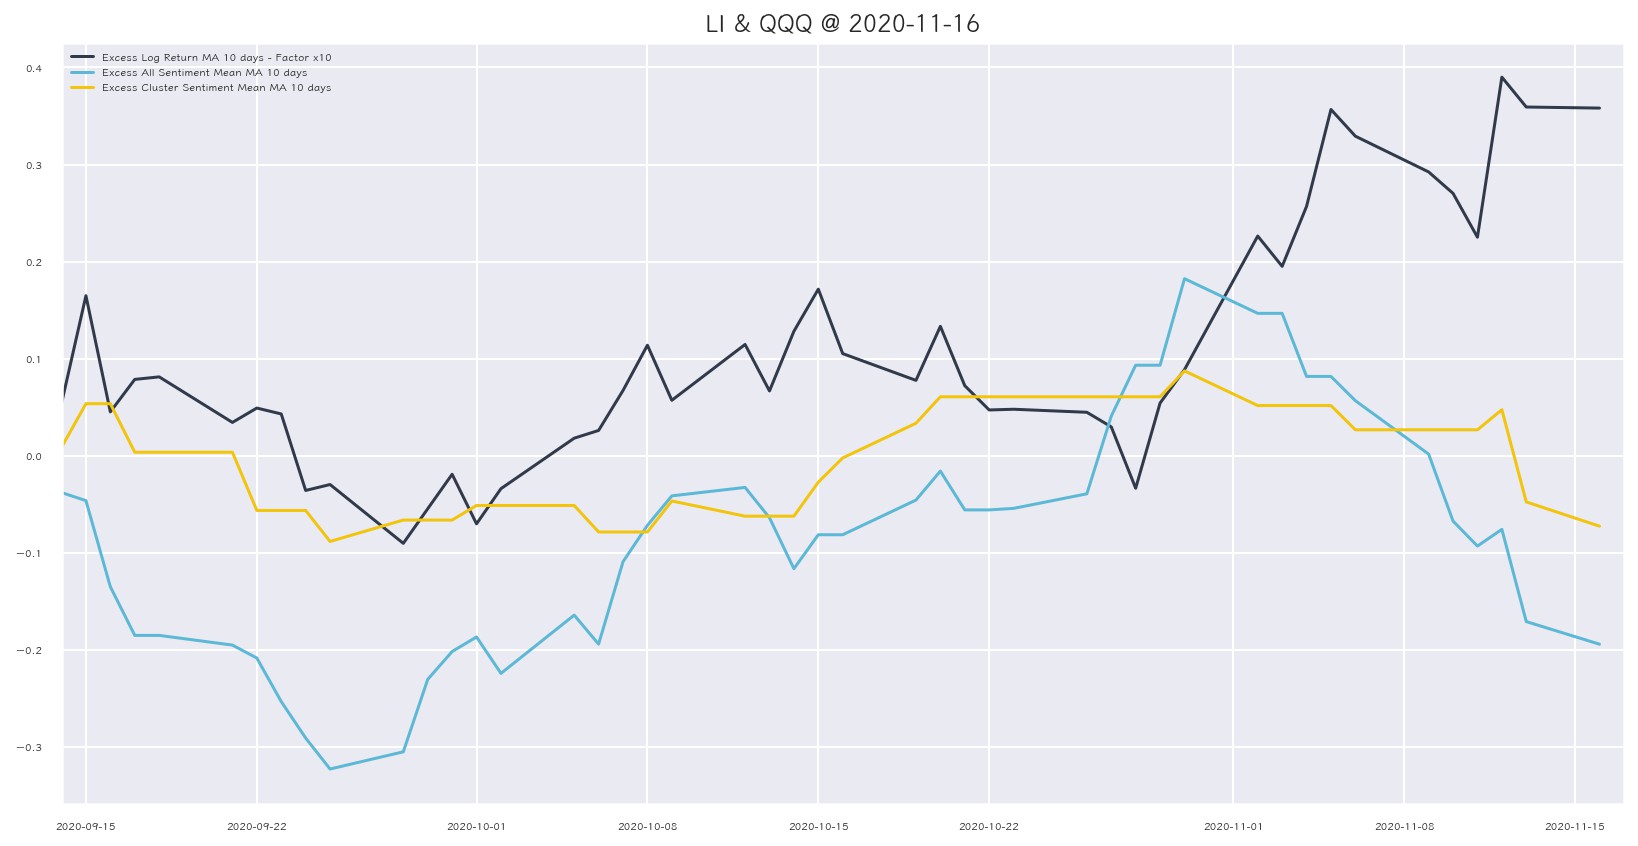 LI & QQQ @ 2020-11-16
Excess Log Return MA 10 days - Factor x10
Excess All Sentiment Mean MA 10 days
Excess Cluster Sentiment Mean MA 10 days
0.4
0.3
0.2
0.1
0.0
−0.1
−0.2
−0.3
2020-09-15 2020-09-22 2020-10-01 2020-10-08 2020-10-15 2020-10-22 2020-11-01 2020-11-08 2020-11-15